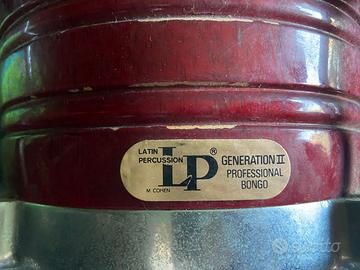 LATIN
PERCUSSION
LP®
M. COHEN
GENERATION II
PROFESSIONAL
BONGO
subito